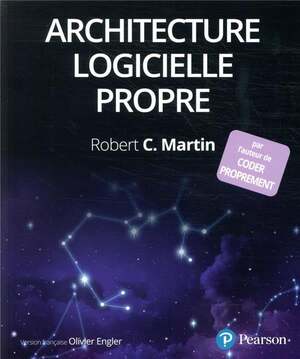 ARCHITECTURE
LOGICIELLE
PROPRE
Robert C. Martin
par
l'auteur de
CODER
PROPREMENT
Version française Olivier Engler
Pearson